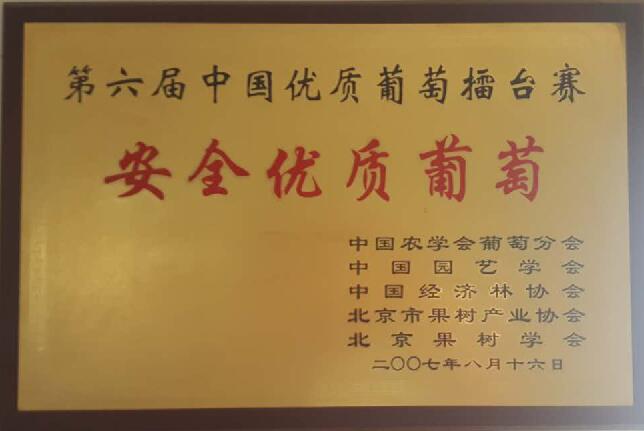 第六届中国优质葡萄擂台赛
安全优质葡萄
中国农学会葡萄分会
中国园艺学会
中国经济林协会
北京市果树产业协会
北京果树学会
二〇〇七年八月十六日